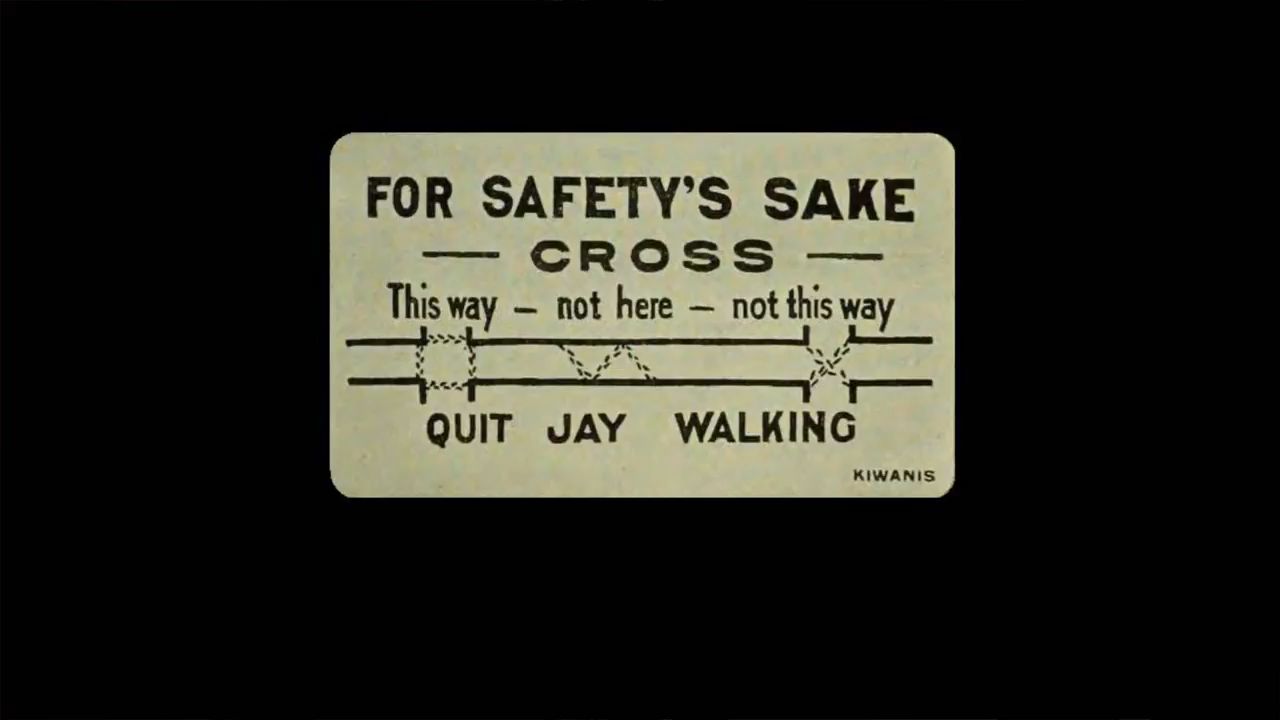 FOR SAFETY'S SAKE
— CROSS —
This way — not here — not this way
QUIT JAY WALKING
KIWANIS